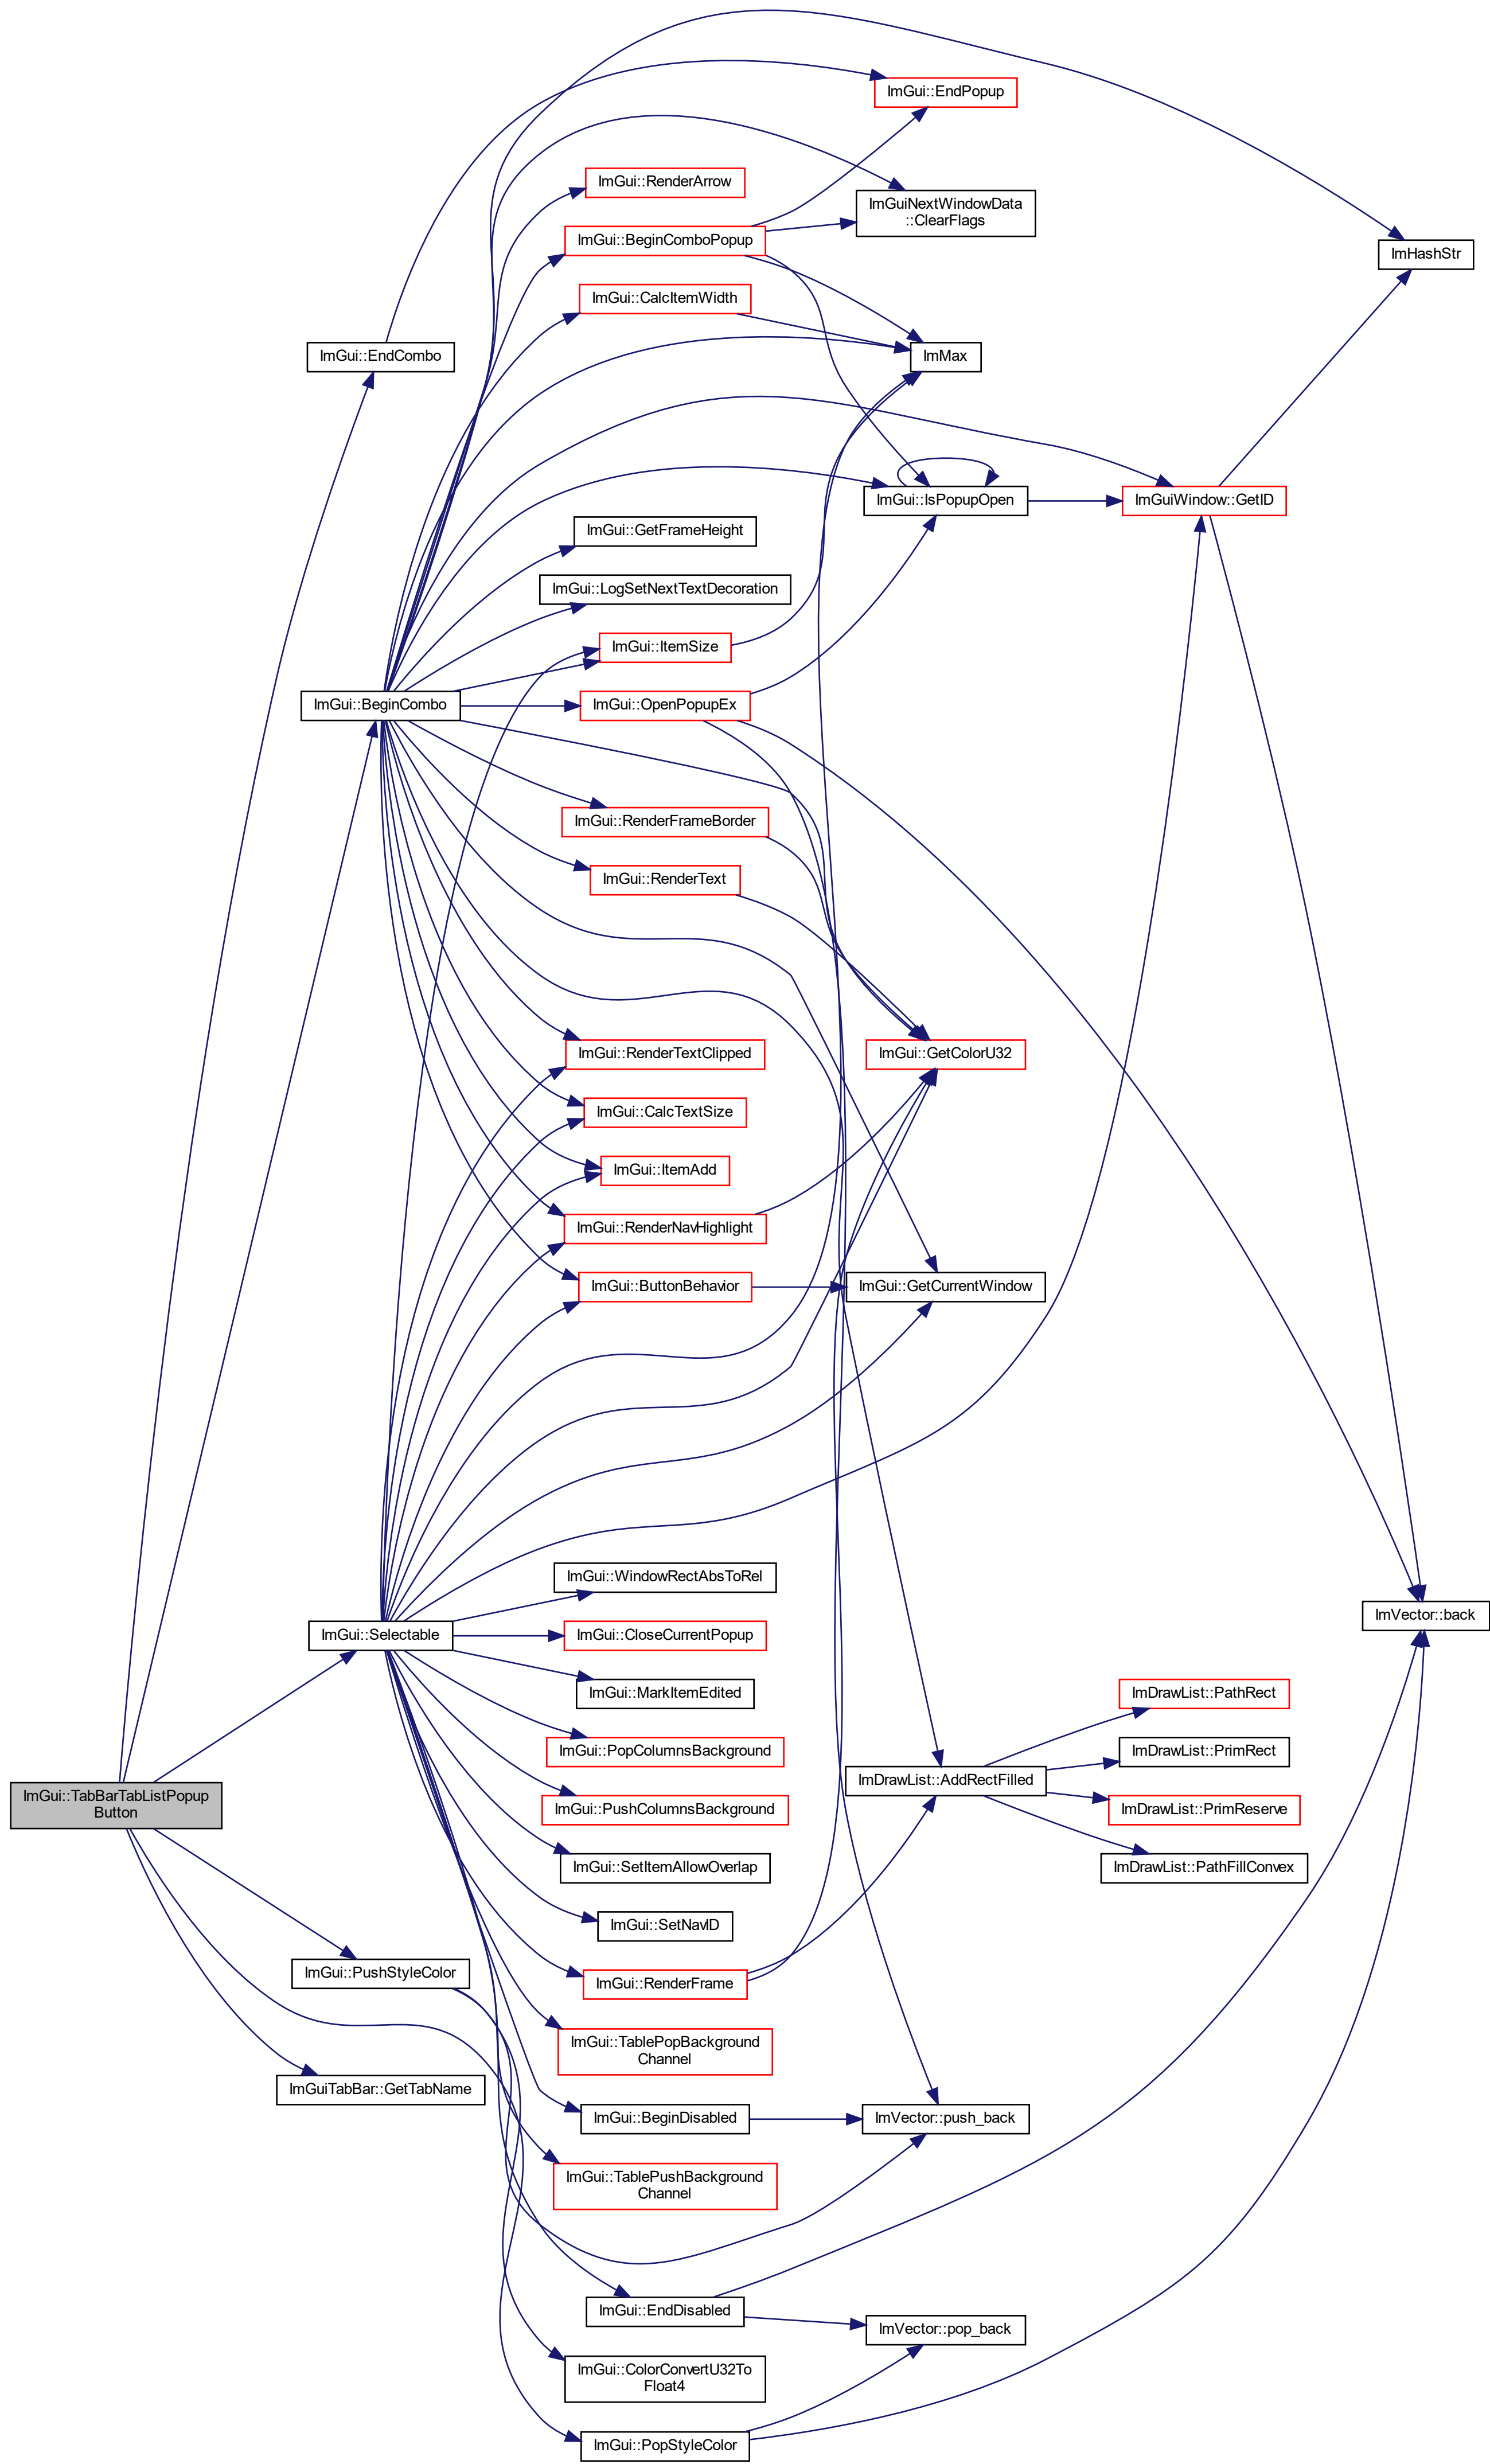 ImGui::EndPopup
ImGui::RenderArrow
ImGuiNextWindowData
::ClearFlags
ImGui::BeginComboPopup
ImHashStr
ImGui::CalcItemWidth
ImGui::EndCombo
ImMax
ImGui::IsPopupOpen
ImGuiWindow::GetID
ImGui::GetFrameHeight
ImGui::LogSetNextTextDecoration
ImGui::ItemSize
ImGui::BeginCombo
ImGui::OpenPopupEx
ImGui::RenderFrameBorder
ImGui::RenderText
ImGui::RenderTextClipped
ImGui::GetColorU32
ImGui::CalcTextSize
ImGui::ItemAdd
ImGui::RenderNavHighlight
ImGui::ButtonBehavior
ImGui::GetCurrentWindow
ImGui::WindowRectAbsToRel
ImVector::back
ImGui::Selectable
ImGui::CloseCurrentPopup
ImGui::MarkItemEdited
ImDrawList::PathRect
ImGui::PopColumnsBackground
ImDrawList::PrimRect
ImGui::TabBarTabListPopup
Button
ImDrawList::AddRectFilled
ImGui::PushColumnsBackground
ImDrawList::PrimReserve
ImGui::SetItemAllowOverlap
ImDrawList::PathFillConvex
ImGui::SetNavID
ImGui::PushStyleColor
ImGui::RenderFrame
ImGui::TablePopBackground
Channel
ImGuiTabBar::GetTabName
ImGui::BeginDisabled
ImVector::push_back
ImGui::TablePushBackground
Channel
ImGui::EndDisabled
ImVector::pop_back
ImGui::ColorConvertU32To
Float4
ImGui::PopStyleColor